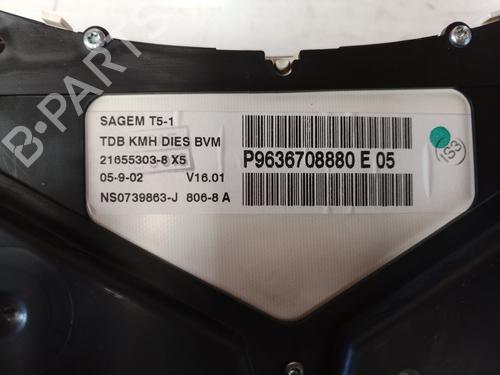 SAGEM T5-1
TDB KMH DIES BVM
21655303-8 X5
05-9-02 V16.01
NS0739863-J 806-8 A
P9636708880 E 05
133
B-PARTS